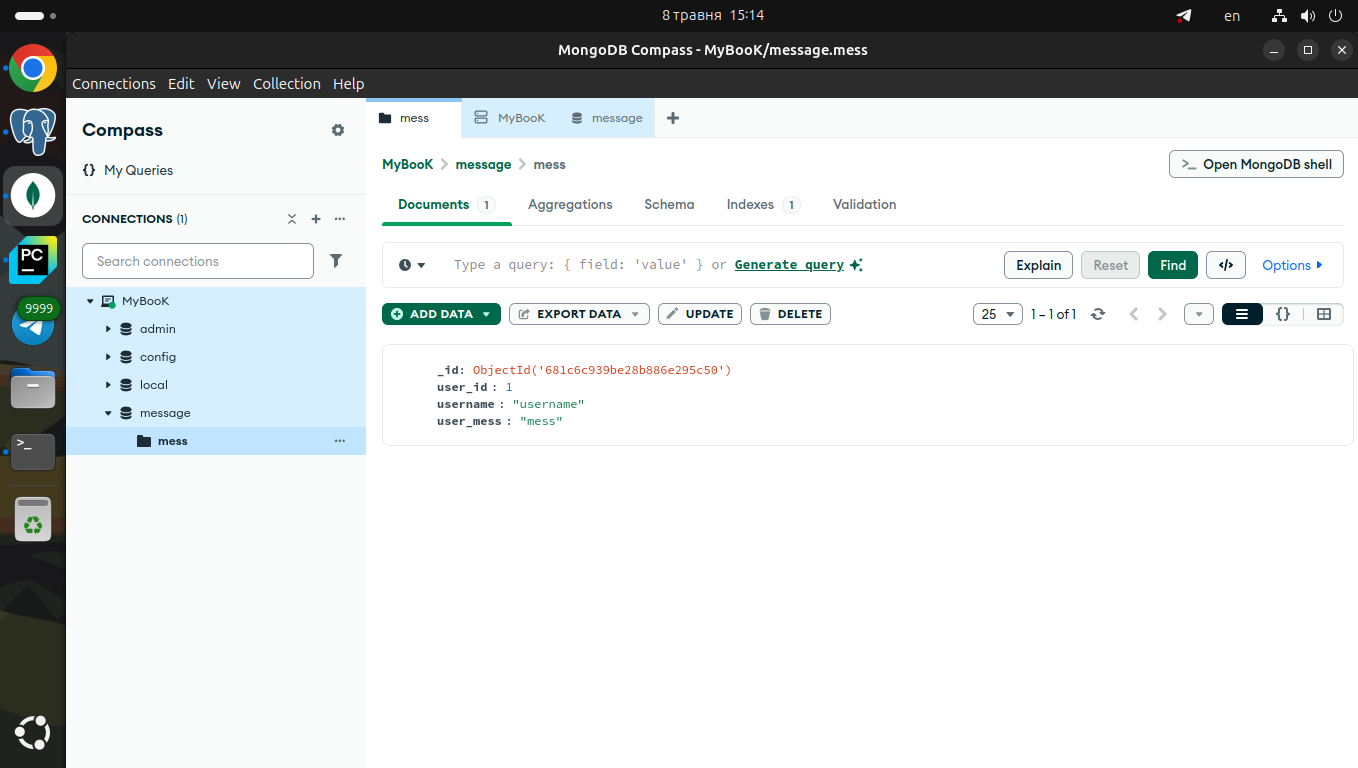 8 травня 15:14
en
MongoDB Compass - MyBooK/message.mess
Connections Edit View Collection Help
Compass
{} My Queries
CONNECTIONS (1)
Search connections
MyBooK
admin
config
local
message
mess
PC
9999
>_
mess
MyBooK
message
MyBooK > message > mess
>_ Open MongoDB shell
Documents 1
Aggregations
Schema
Indexes 1
Validation
Type a query: { field: 'value' } or Generate query
Explain
Reset
Find
</>
Options
ADD DATA
EXPORT DATA
UPDATE
DELETE
25
1 – 1 of 1
{}
_id: ObjectId('681c6c939be28b886e295c50')
user_id : 1
username : "username"
user_mess : "mess"